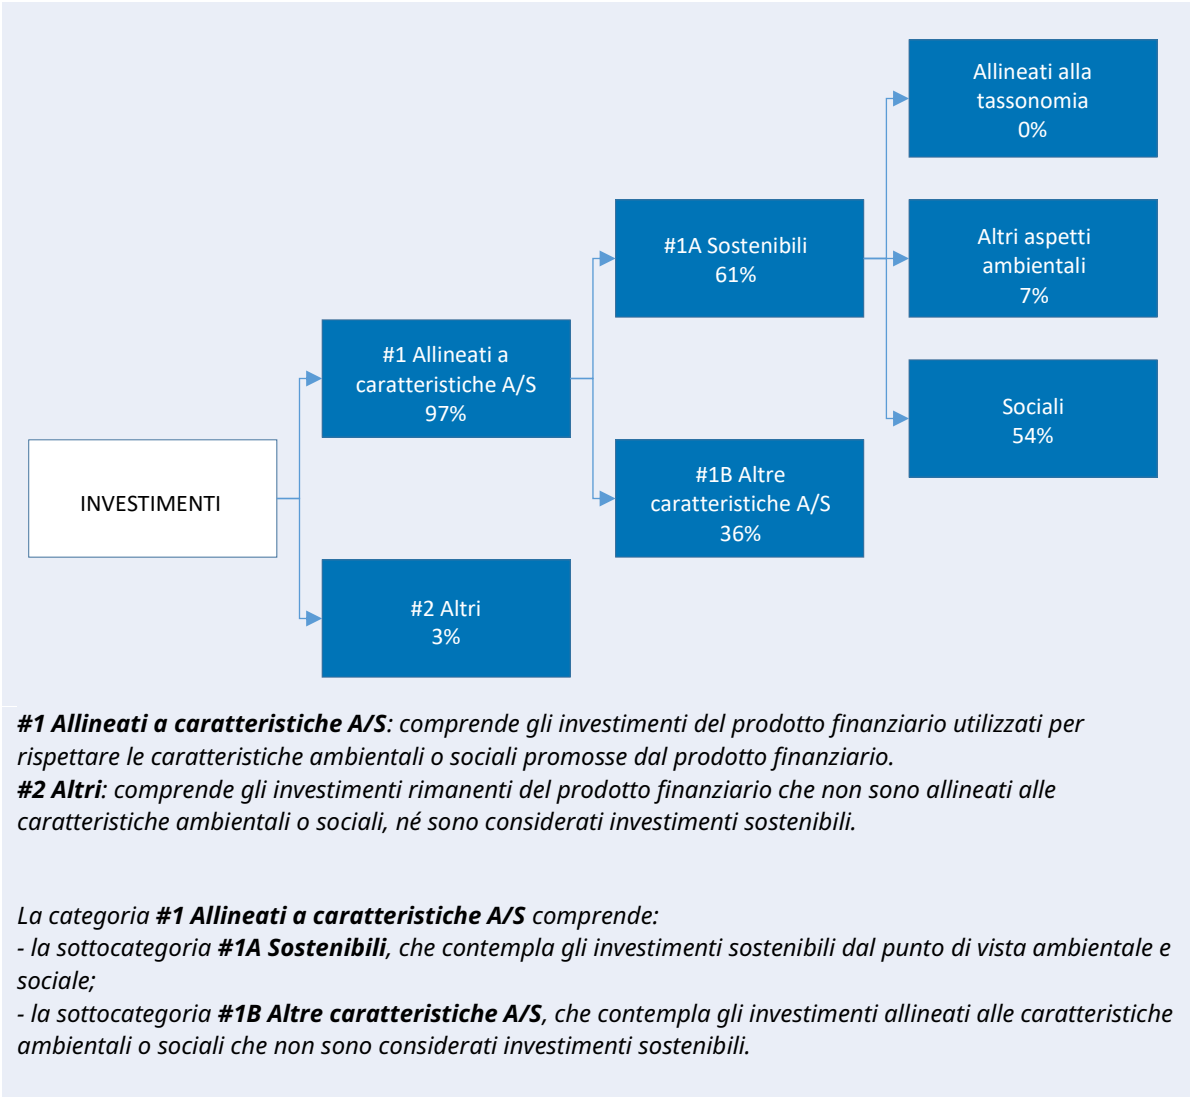 Allineati alla
tassonomia
0%
#1A Sostenibili
61%
Altri aspetti
ambientali
7%
#1 Allineati a
caratteristiche A/S
97%
Sociali
54%
INVESTIMENTI
#1B Altre
caratteristiche A/S
36%
#2 Altri
3%
#1 Allineati a caratteristiche A/S: comprende gli investimenti del prodotto finanziario utilizzati per
rispettare le caratteristiche ambientali o sociali promosse dal prodotto finanziario.
#2 Altri: comprende gli investimenti rimanenti del prodotto finanziario che non sono allineati alle
caratteristiche ambientali o sociali, né sono considerati investimenti sostenibili.
La categoria #1 Allineati a caratteristiche A/S comprende:
- la sottocategoria #1A Sostenibili, che contempla gli investimenti sostenibili dal punto di vista ambientale e
sociale;
- la sottocategoria #1B Altre caratteristiche A/S, che contempla gli investimenti allineati alle caratteristiche
ambientali o sociali che non sono considerati investimenti sostenibili.